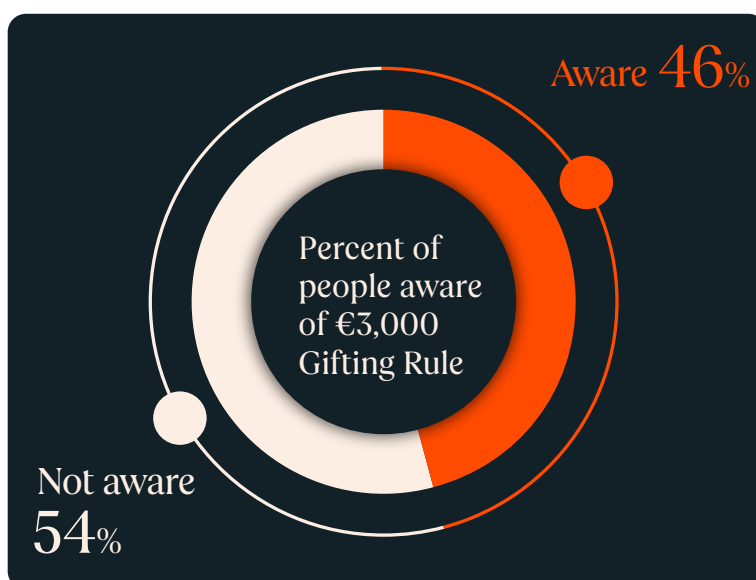 Aware 46%
Percent of
people aware
of €3,000
Gifting Rule
Not aware
54%